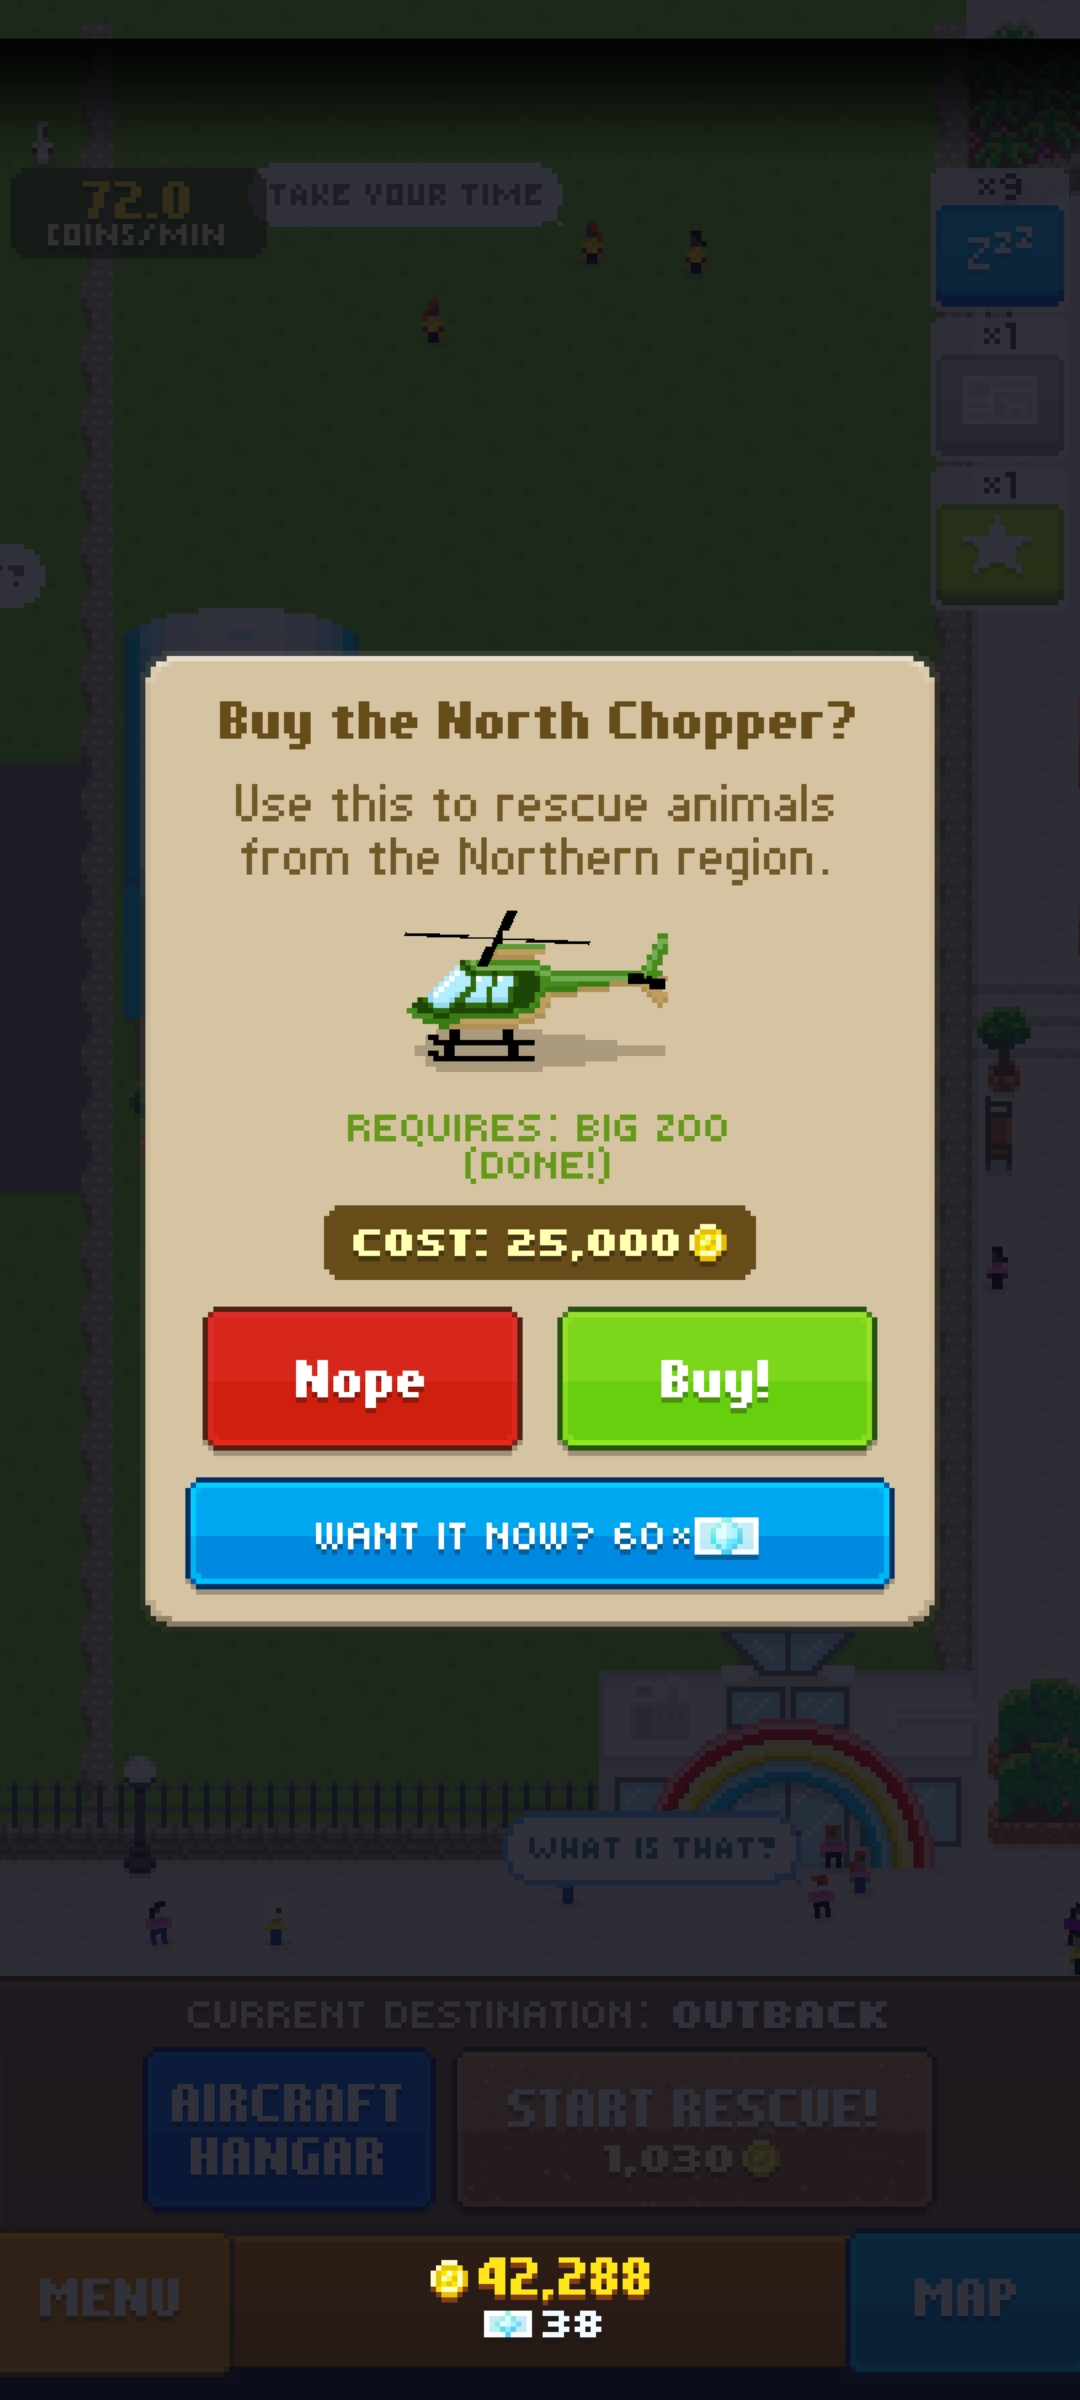 72.0
COINS/MIN
TAKE YOUR TIME
x9
zzz
x1
x1
?
Buy the North Chopper?
Use this to rescue animals
from the Northern region.
REQUIRES: BIG ZOO
(DONE!)
COST: 25,000
Nope
Buy!
WANT IT NOW? 60x
WHAT IS THAT?
CURRENT DESTINATION: OUTBACK
AIRCRAFT
HANGAR
START RESCUE!
1,030
MENU
42,288
38
MAP